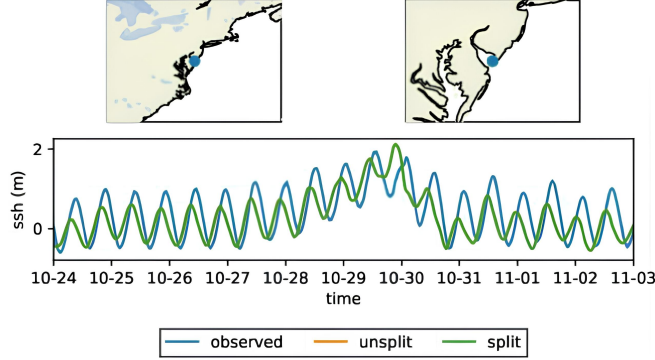 2
ssh (m)
0
10-24 10-25 10-26 10-27 10-28 10-29 10-30 10-31 11-01 11-02 11-03
time
observed unsplit split